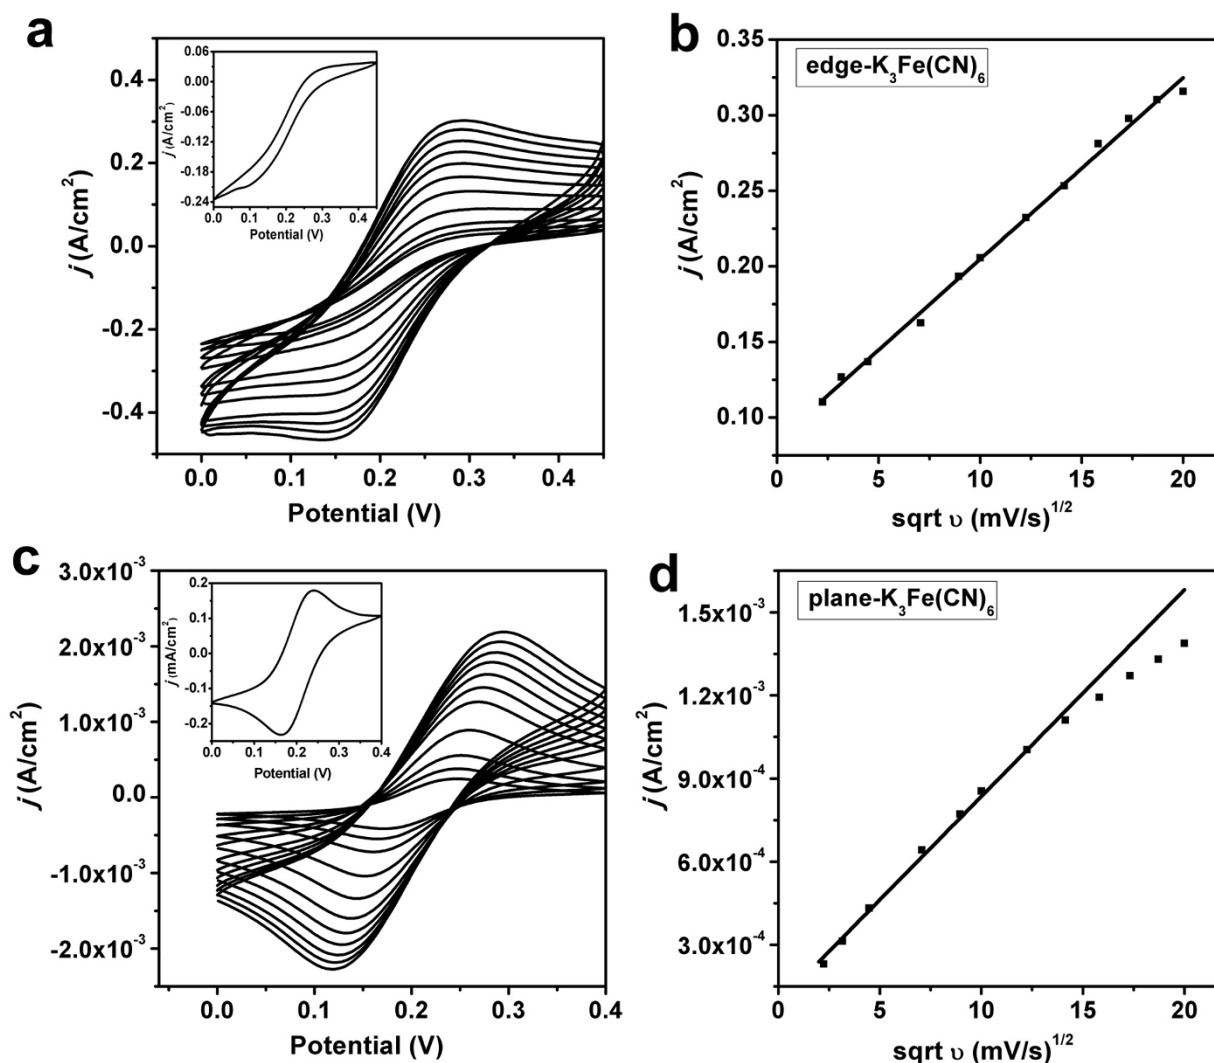 a
0.4
0.2
0.0
-0.2
-0.4
j (A/cm²)
0.0
0.1
0.2
0.3
0.4
Potential (V)
0.06
0.00
-0.06
-0.12
-0.18
-0.24
j (A/cm²)
0.0
0.1
0.2
0.3
0.4
Potential (V)
b
edge-K₃Fe(CN)₆
0.35
0.30
0.25
0.20
0.15
0.10
j (A/cm²)
0
5
10
15
20
sqrt υ (mV/s)^1/2
c
3.0x10⁻³
2.0x10⁻³
1.0x10⁻³
0.0
-1.0x10⁻³
-2.0x10⁻³
j (A/cm²)
0.0
0.1
0.2
0.3
0.4
Potential (V)
0.2
0.1
0.0
-0.1
-0.2
j (mA/cm²)
0.0
0.1
0.2
0.3
0.4
Potential (V)
d
plane-K₃Fe(CN)₆
1.5x10⁻³
1.2x10⁻³
9.0x10⁻⁴
6.0x10⁻⁴
3.0x10⁻⁴
j (A/cm²)
0
5
10
15
20
sqrt υ (mV/s)^1/2